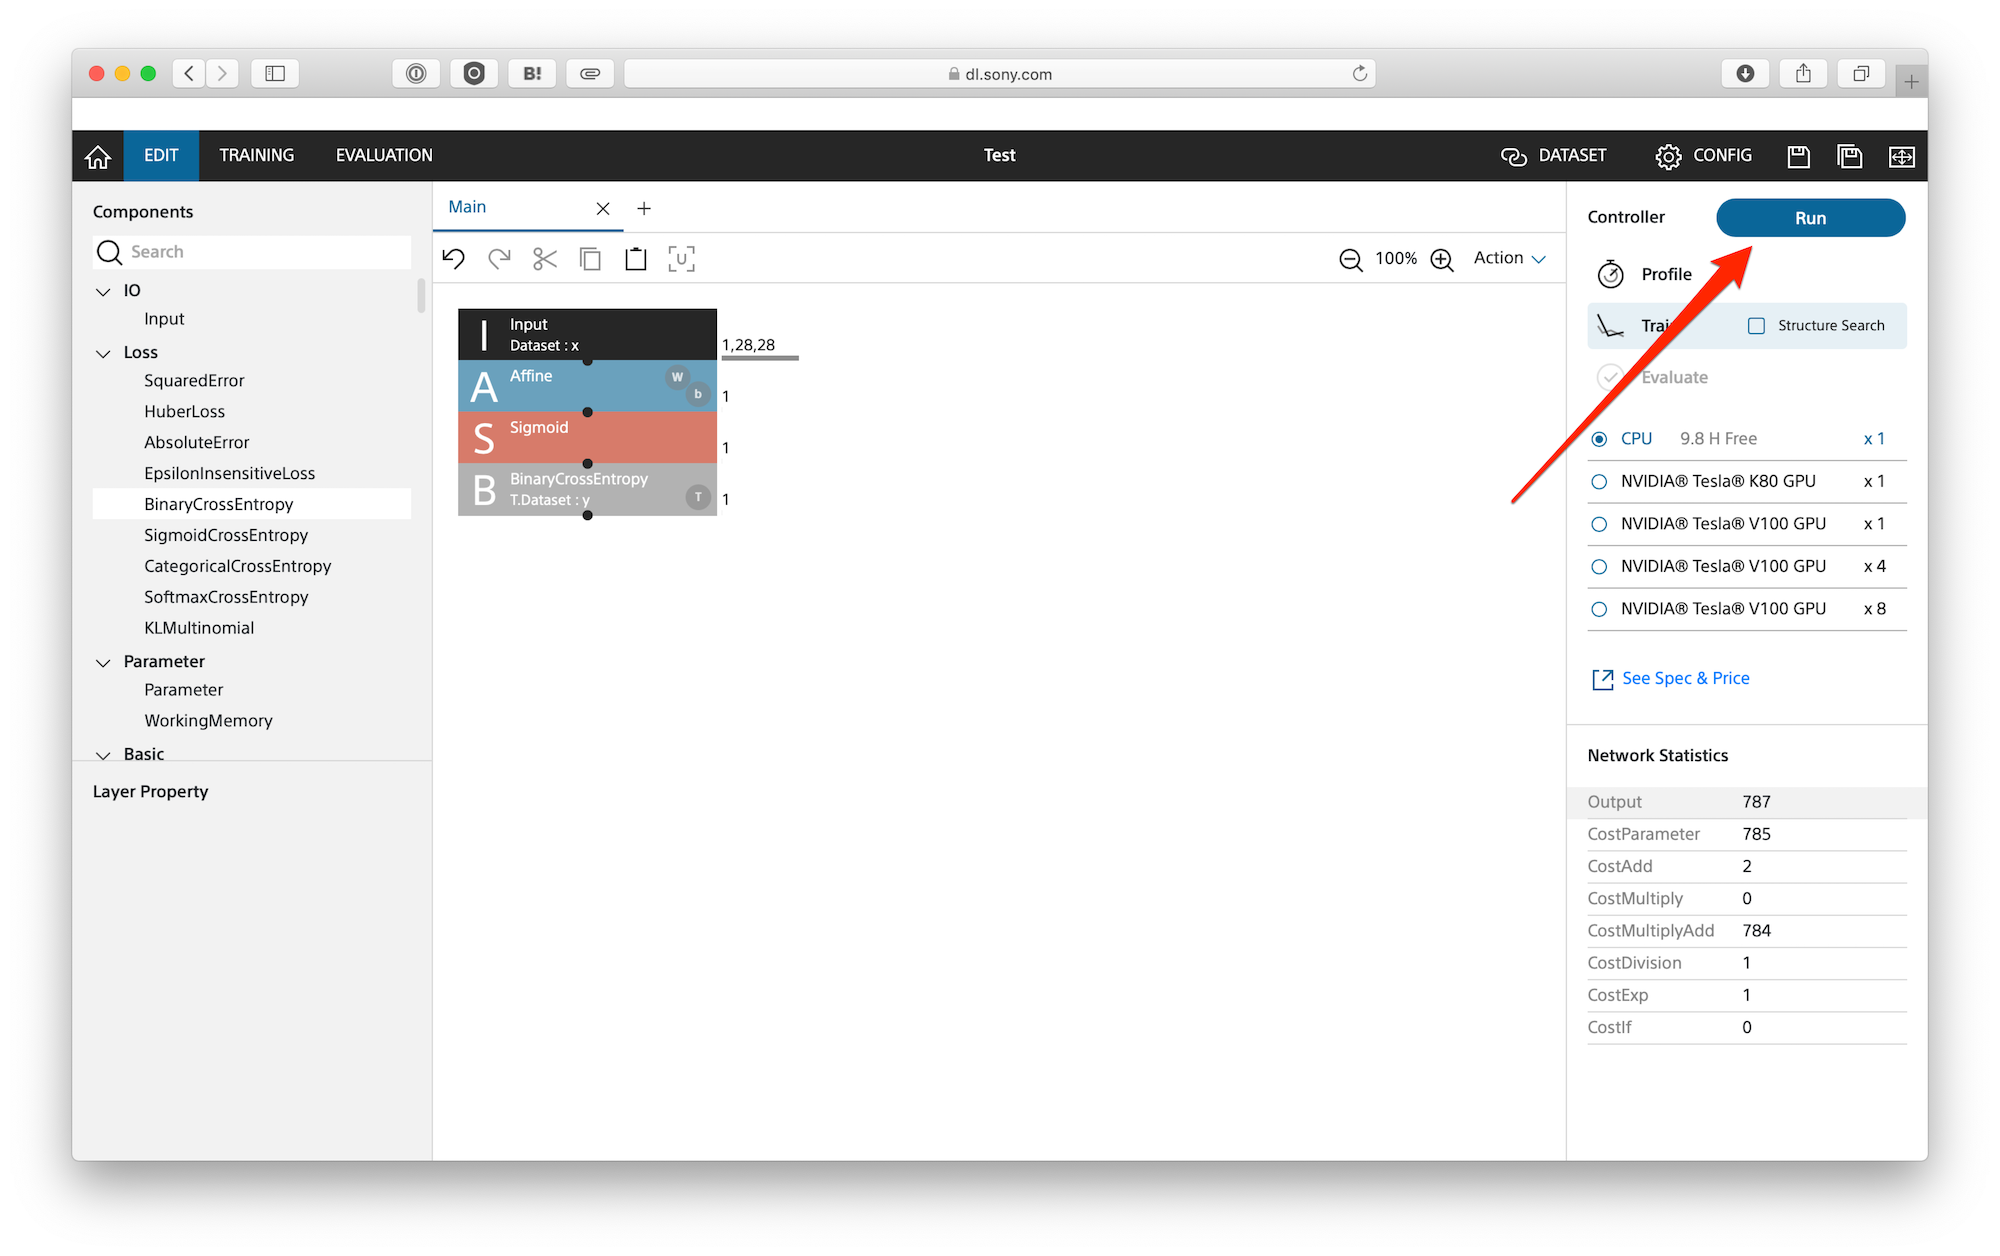 B!
dl.sony.com
EDIT
TRAINING
EVALUATION
Test
DATASET
CONFIG
Components
Search
IO
Input
Loss
SquaredError
HuberLoss
AbsoluteError
EpsilonInsensitiveLoss
BinaryCrossEntropy
SigmoidCrossEntropy
CategoricalCrossEntropy
SoftmaxCrossEntropy
KLMultinomial
Parameter
Parameter
WorkingMemory
Basic
Layer Property
Main
100%
Action
I
Input
Dataset : x
1,28,28
A
Affine
W
b
1
S
Sigmoid
1
B
BinaryCrossEntropy
T.Dataset : y
T
1
Controller
Run
Profile
Structure Search
Evaluate
CPU 9.8 H Free x 1
NVIDIA® Tesla® K80 GPU x 1
NVIDIA® Tesla® V100 GPU x 1
NVIDIA® Tesla® V100 GPU x 4
NVIDIA® Tesla® V100 GPU x 8
See Spec & Price
Network Statistics
Output 787
CostParameter 785
CostAdd 2
CostMultiply 0
CostMultiplyAdd 784
CostDivision 1
CostExp 1
CostIf 0